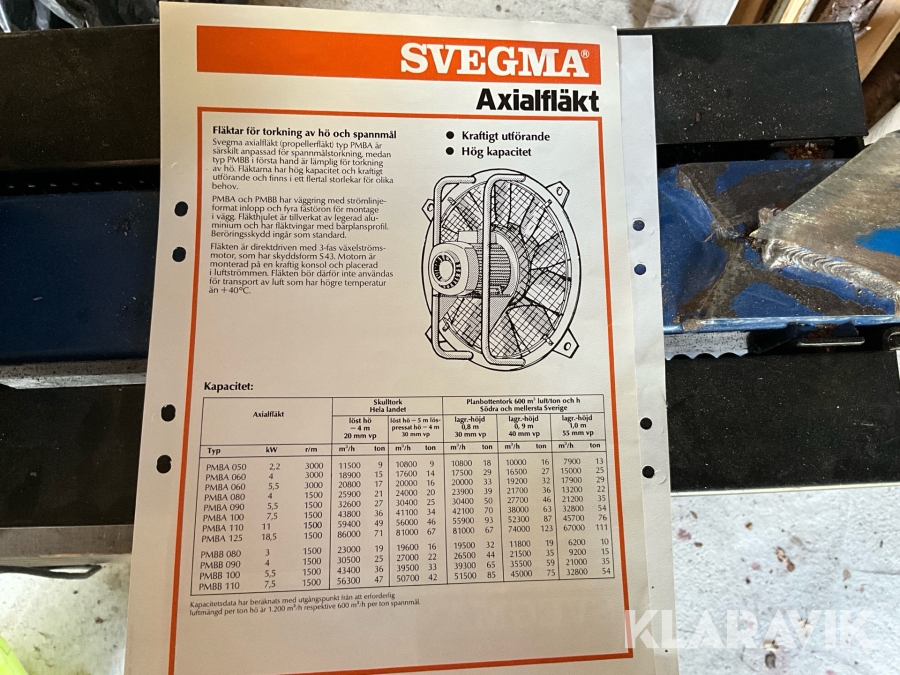 SVEGMA®
Axialfläkt
Fläktar för torkning av hö och spannmål
Svegma axialfläkt (propellerfläkt) typ PMBA är
särskilt anpassad för spannmålstorkning, medan
typ PMBB i första hand är lämplig för torkning
av hö. Fläktarna har hög kapacitet och kraftigt
utförande och finns i ett flertal storlekar för olika
behov.
PMBA och PMBB har väggring med strömlinje-
format inlopp och fyra fästöron för montage
i vägg. Fläkthjulet är tillverkat av legerad alu-
minium och har fläktvingar med bärplansprofil.
Beröringsskydd ingår som standard.
Fläkten är direktdriven med 3-fas växelströms-
motor, som har skyddsform S43. Motorn är
monterad på en kraftig konsol och placerad
i luftströmmen. Fläkten bör därför inte användas
för transport av luft som har högre temperatur
än +40°C.
● Kraftigt utförande
● Hög kapacitet
Kapacitet:
Axialfläkt
Skulltork
Hela landet
Planbottentork 600 m³ luft/ton och h
Södra och mellersta Sverige
löst hö
~ 4 m
20 mm vp
löst hö ~ 5 m lös-
pressat hö ~ 4 m
30 mm vp
lagr.-höjd
0,8 m
30 mm vp
lagr.-höjd
0, 9 m
40 mm vp
lagr.-höjd
1,0 m
55 mm vp
Typ kW r/m m³/h ton m³/h ton m³/h ton m³/h ton m³/h ton
PMBA 050 2,2 3000 11500 9 10800 9 10800 18 10000 16 7900 13
PMBA 060 4 3000 18900 15 17600 14 17500 29 16500 27 15000 25
PMBA 060 5,5 3000 20800 17 20000 16 20000 33 19200 32 17900 29
PMBA 080 4 1500 25900 21 24000 20 23900 39 21700 36 13200 22
PMBA 090 5,5 1500 32600 27 30400 25 30400 50 27700 46 21200 35
PMBA 100 7,5 1500 43800 36 41100 34 42100 70 38000 63 32800 54
PMBA 110 11 1500 59400 49 56000 46 55900 93 52300 87 45700 76
PMBA 125 18,5 1500 86000 71 81000 67 81000 67 74000 123 67000 111
PMBB 080 3 1500 23000 19 19600 16 19500 32 11800 19 6200 10
PMBB 090 4 1500 30500 25 27000 22 26500 44 21500 35 9200 15
PMBB 100 5,5 1500 43400 36 39500 33 39300 65 35500 59 21000 35
PMBB 110 7,5 1500 56300 47 50700 42 51500 85 45000 75 32800 54
Kapacitetsdata har beräknats med utgångspunkt från att erforderlig
luftmängd per ton hö är 1.200 m³/h respektive 600 m³/h per ton spannmål.
KLARAVIK